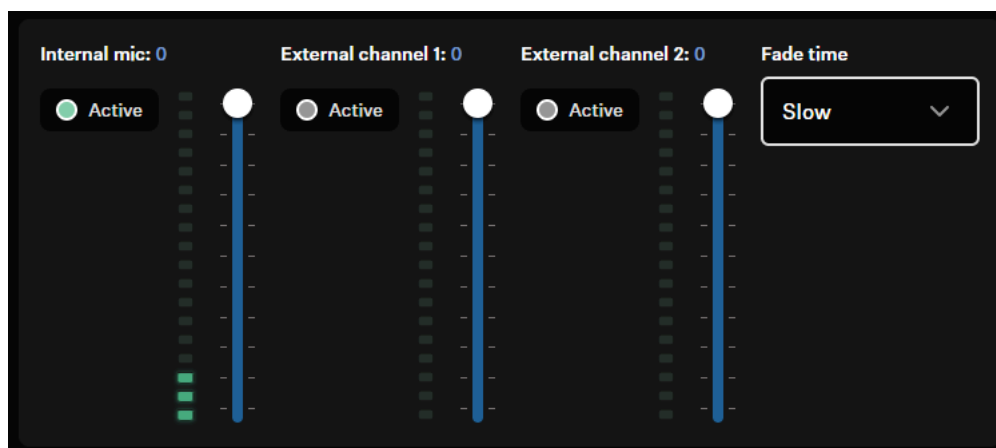 Internal mic: 0
External channel 1: 0
External channel 2: 0
Fade time
Active
Active
Active
Slow